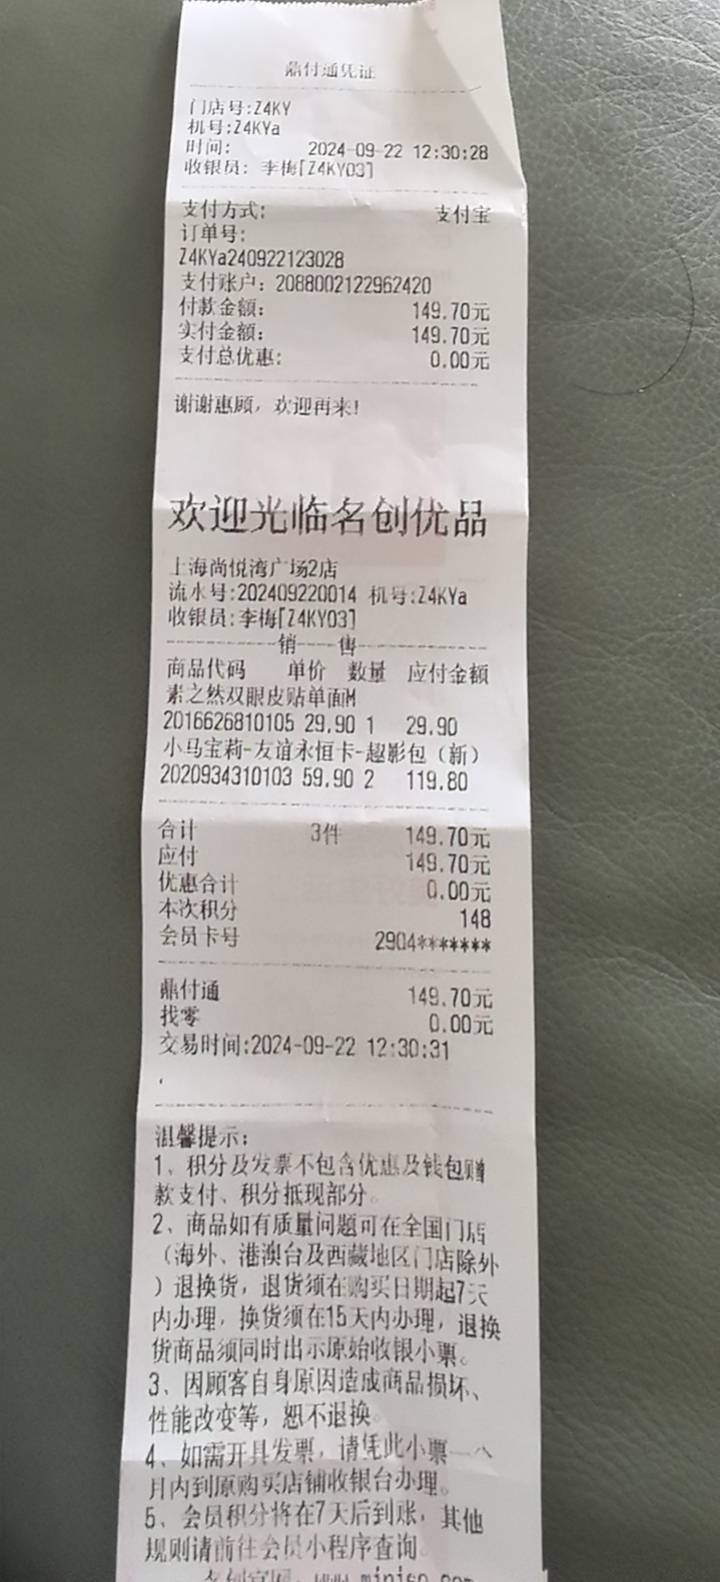 鼎付通凭证
门店号:Z4KY
机号:Z4KYa
时间: 2024-09-22 12:30:28
收银员: 李梅[Z4KY03]
支付方式: 支付宝
订单号:
Z4KYa240922123028
支付账户: 2088002122962420
付款金额: 149.70元
实付金额: 149.70元
支付总优惠: 0.00元
谢谢惠顾，欢迎再来!
欢迎光临名创优品
上海尚悦湾广场2店
流水号:202409220014 机号:Z4KYa
收银员:李梅[Z4KY03]
销 售
商品代码 单价 数量 应付金额
素之然双眼皮贴单面M
2016626810105 29.90 1 29.90
小马宝莉-友谊永恒卡-趣影包（新）
2020934310103 59.90 2 119.80
合计 3件 149.70元
应付 149.70元
优惠合计 0.00元
本次积分 148
会员卡号 2904*******
鼎付通 149.70元
找零 0.00元
交易时间:2024-09-22 12:30:31
温馨提示:
1、积分及发票不包含优惠及钱包赠
款支付、积分抵现部分。
2、商品如有质量问题可在全国门店
（海外、港澳台及西藏地区门店除外
）退换货，退货须在购买日期起7天
内办理，换货须在15天内办理，退换
货商品须同时出示原始收银小票。
3、因顾客自身原因造成商品损坏、
性能改变等，恕不退换。
4、如需开具发票，请凭此小票一个
月内到原购买店铺收银台办理。
5、会员积分将在7天后到账，其他
规则请前往会员小程序查询。